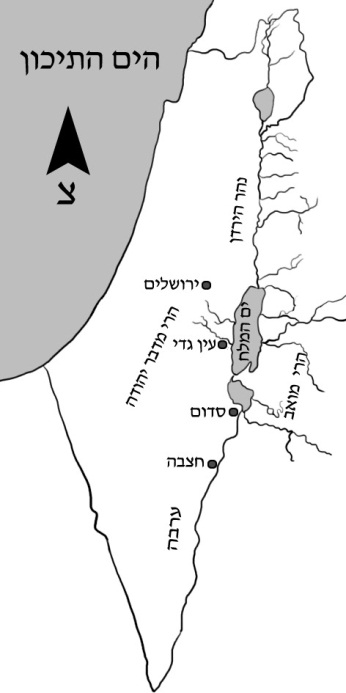 הים התיכון
צ
נהר הירדן
ירושלים
ים המלח
הרי מדבר יהודה
עין גדי
הרי מואב
סדום
חצבה
ערבה